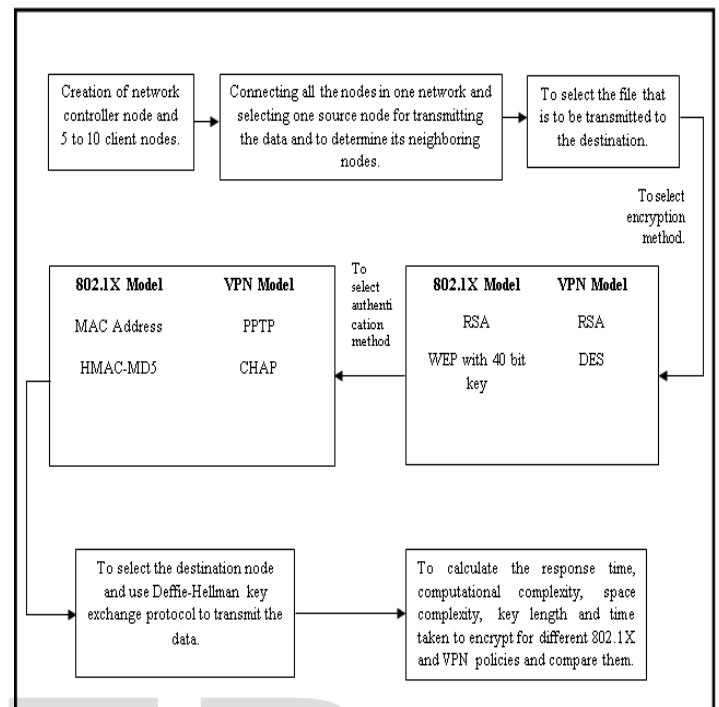 Creation of network
controller node and
5 to 10 client nodes.
Connecting all the nodes in one network and
selecting one source node for transmitting
the data and to determine its neighboring
nodes.
To select the file that
is to be transmitted to
the destination.
To select
encryption
method.
802.1X Model VPN Model
RSA RSA
WEP with 40 bit DES
key
To
select
authenti
cation
method
802.1X Model VPN Model
MAC Address PPTP
HMAC-MD5 CHAP
To select the destination node
and use Deffie-Hellman key
exchange protocol to transmit the
data.
To calculate the response time,
computational complexity, space
complexity, key length and time
taken to encrypt for different 802.1X
and VPN policies and compare them.